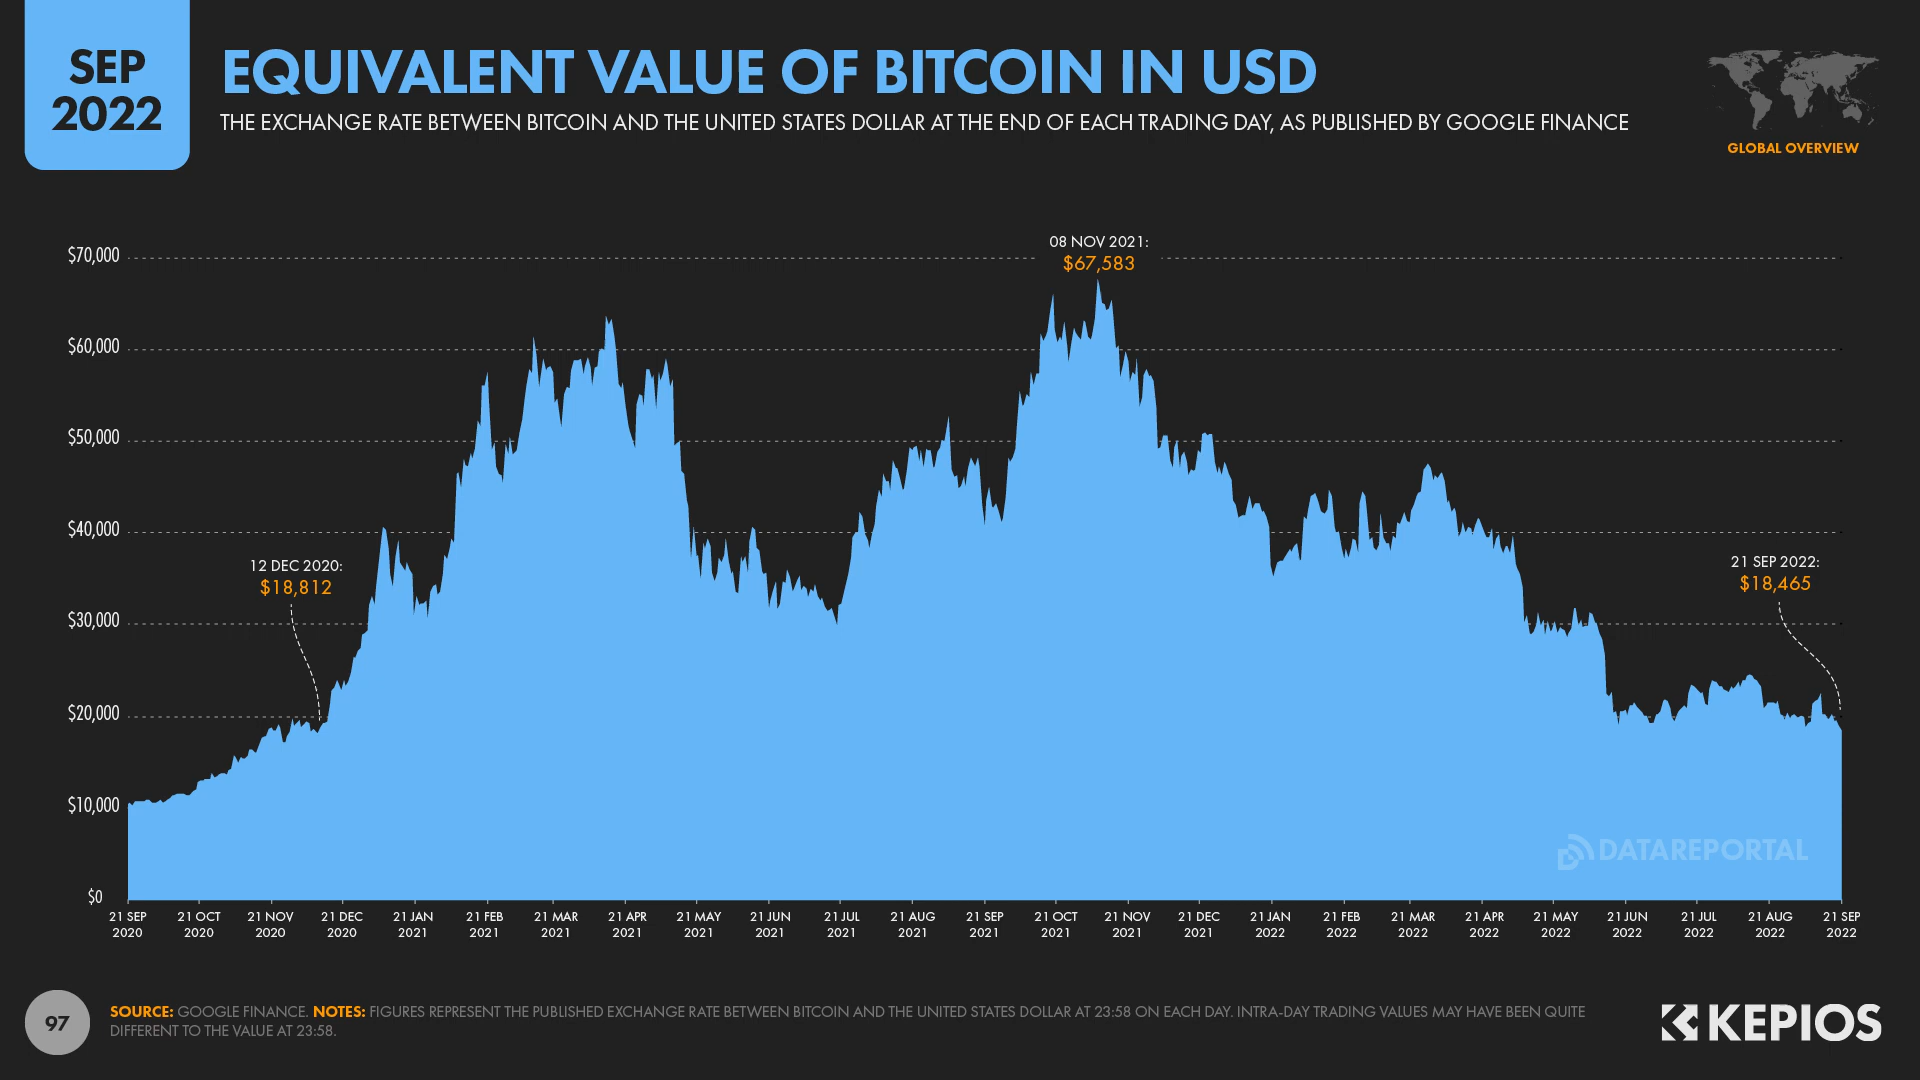 SEP
2022
EQUIVALENT VALUE OF BITCOIN IN USD
THE EXCHANGE RATE BETWEEN BITCOIN AND THE UNITED STATES DOLLAR AT THE END OF EACH TRADING DAY, AS PUBLISHED BY GOOGLE FINANCE
GLOBAL OVERVIEW
$70,000
$60,000
$50,000
$40,000
$30,000
$20,000
$10,000
$0
12 DEC 2020:
$18,812
08 NOV 2021:
$67,583
21 SEP 2022:
$18,465
DATAREPORTAL
21 SEP 21 OCT 21 NOV 21 DEC 21 JAN 21 FEB 21 MAR 21 APR 21 MAY 21 JUN 21 JUL 21 AUG 21 SEP 21 OCT 21 NOV 21 DEC 21 JAN 21 FEB 21 MAR 21 APR 21 MAY 21 JUN 21 JUL 21 AUG 21 SEP
2020 2020 2020 2020 2021 2021 2021 2021 2021 2021 2021 2021 2021 2021 2021 2021 2022 2022 2022 2022 2022 2022 2022 2022 2022
97
SOURCE: GOOGLE FINANCE. NOTES: FIGURES REPRESENT THE PUBLISHED EXCHANGE RATE BETWEEN BITCOIN AND THE UNITED STATES DOLLAR AT 23:58 ON EACH DAY. INTRA-DAY TRADING VALUES MAY HAVE BEEN QUITE
DIFFERENT TO THE VALUE AT 23:58.
KEPIOS